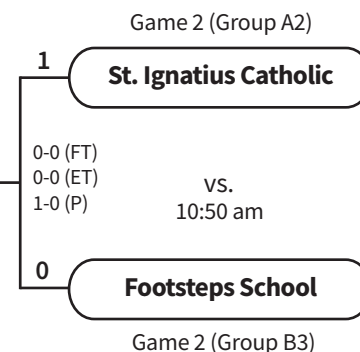 Game 2 (Group A2)
1
St. Ignatius Catholic
0-0 (FT)
0-0 (ET)
1-0 (P)
vs.
10:50 am
0
Footsteps School
Game 2 (Group B3)